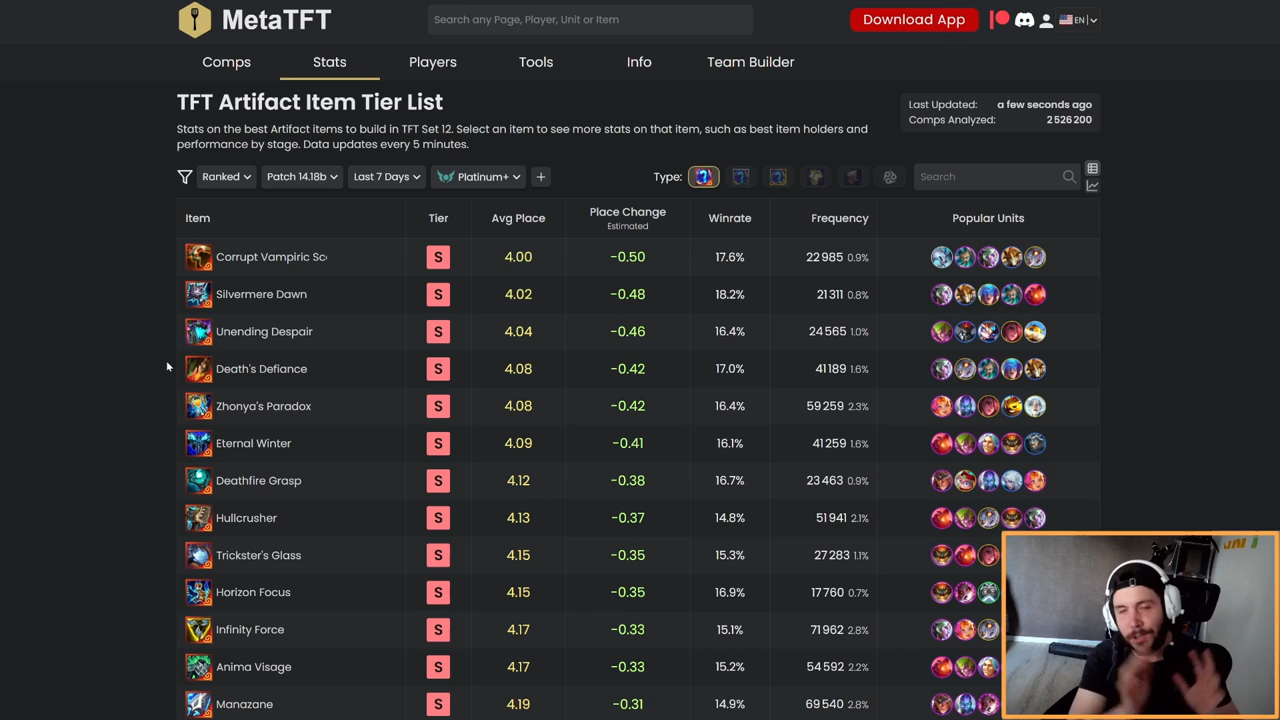 MetaTFT
Search any Page, Player, Unit or Item
Download App
EN
Comps Stats Players Tools Info Team Builder
TFT Artifact Item Tier List
Last Updated: a few seconds ago
Comps Analyzed: 2 526 200
Stats on the best Artifact items to build in TFT Set 12. Select an item to see more stats on that item, such as best item holders and
performance by stage. Data updates every 5 minutes.
Ranked Patch 14.18b Last 7 Days Platinum+ + Type: Search
Item Tier Avg Place Place Change Winrate Frequency Popular Units
Estimated
Corrupt Vampiric Sc S 4.00 -0.50 17.6% 22 985 0.9%
Silvermere Dawn S 4.02 -0.48 18.2% 21 311 0.8%
Unending Despair S 4.04 -0.46 16.4% 24 565 1.0%
Death's Defiance S 4.08 -0.42 17.0% 41 189 1.6%
Zhonya's Paradox S 4.08 -0.42 16.4% 59 259 2.3%
Eternal Winter S 4.09 -0.41 16.1% 41 259 1.6%
Deathfire Grasp S 4.12 -0.38 16.7% 23 463 0.9%
Hullcrusher S 4.13 -0.37 14.8% 51 941 2.1%
Trickster's Glass S 4.15 -0.35 15.3% 27 283 1.1%
Horizon Focus S 4.15 -0.35 16.9% 17 760 0.7%
Infinity Force S 4.17 -0.33 15.1% 71 962 2.8%
Anima Visage S 4.17 -0.33 15.2% 54 592 2.2%
Manazane S 4.19 -0.31 14.9% 69 540 2.8%